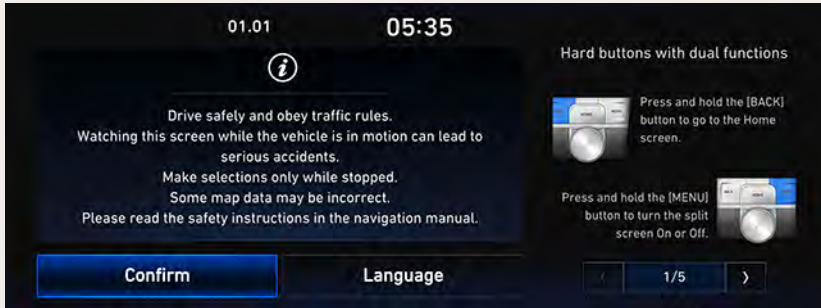 01.01
05:35
Drive safely and obey traffic rules.
Watching this screen while the vehicle is in motion can lead to
serious accidents.
Make selections only while stopped.
Some map data may be incorrect.
Please read the safety instructions in the navigation manual.
Confirm
Language
Hard buttons with dual functions
Press and hold the [BACK]
button to go to the Home
screen.
Press and hold the [MENU]
button to turn the split
screen On or Off.
1/5